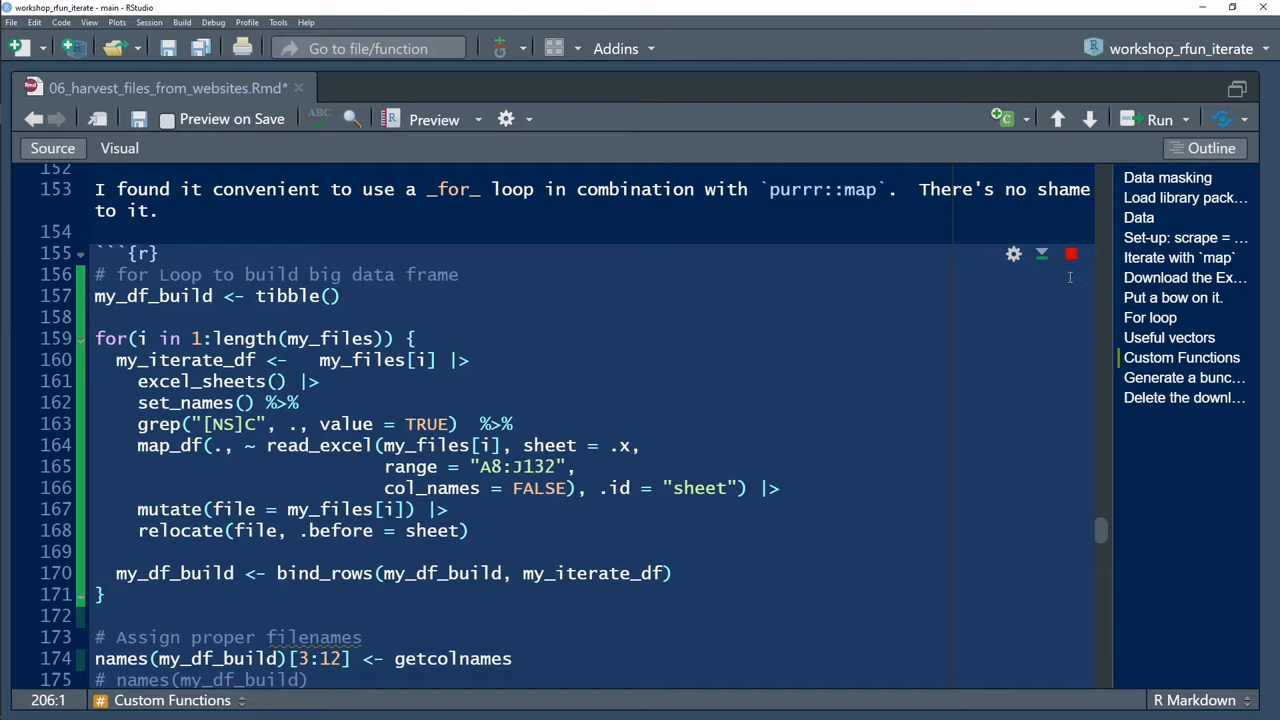 workshop_rfun_iterate - main - RStudio
File Edit Code View Plots Session Build Debug Profile Tools Help
Go to file/function Addins workshop_rfun_iterate
06_harvest_files_from_websites.Rmd*
Preview on Save ABC Preview Run
Source Visual Outline
152
153 I found it convenient to use a _for_ loop in combination with `purrr::map`.  There's no shame
to it.
154
155 ```{r}
156 # for Loop to build big data frame
157 my_df_build <- tibble()
158
159 for(i in 1:length(my_files)) {
160   my_iterate_df <-   my_files[i] |>
161     excel_sheets() |>
162     set_names() %>%
163     grep("[NS]C", ., value = TRUE)  %>%
164     map_df(., ~ read_excel(my_files[i], sheet = .x,
165                            range = "A8:J132",
166                            col_names = FALSE), .id = "sheet") |>
167     mutate(file = my_files[i]) |>
168     relocate(file, .before = sheet)
169
170   my_df_build <- bind_rows(my_df_build, my_iterate_df)
171 }
172
173 # Assign proper filenames
174 names(my_df_build)[3:12] <- getcolnames
175 # names(my_df_build)
Data masking
Load library pack...
Data
Set-up: scrape = ...
Iterate with `map`
Download the Ex...
Put a bow on it.
For loop
Useful vectors
Custom Functions
Generate a bunc...
Delete the downl...
206:1 # Custom Functions R Markdown